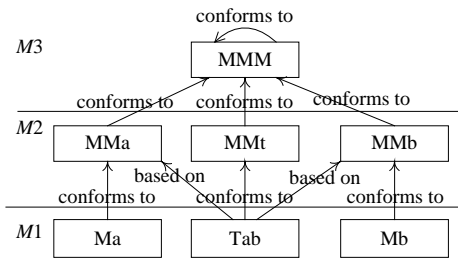 conforms to
M3
MMM
conforms to conforms to conforms to
M2
MMa MMt MMb
based on based on
conforms to conforms to conforms to
M1 Ma Tab Mb